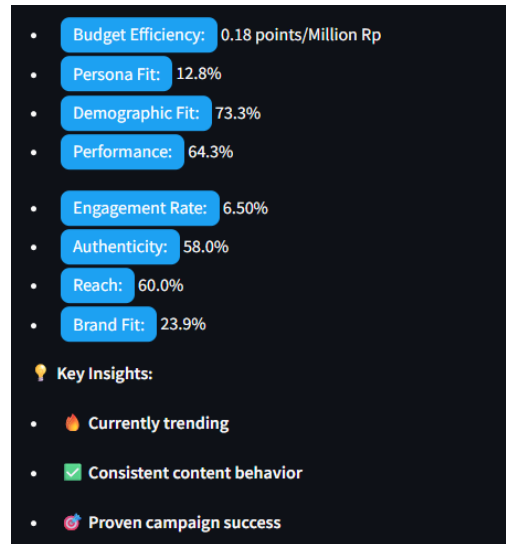 Budget Efficiency: 0.18 points/Million Rp
Persona Fit: 12.8%
Demographic Fit: 73.3%
Performance: 64.3%
Engagement Rate: 6.50%
Authenticity: 58.0%
Reach: 60.0%
Brand Fit: 23.9%
Key Insights:
Currently trending
Consistent content behavior
Proven campaign success